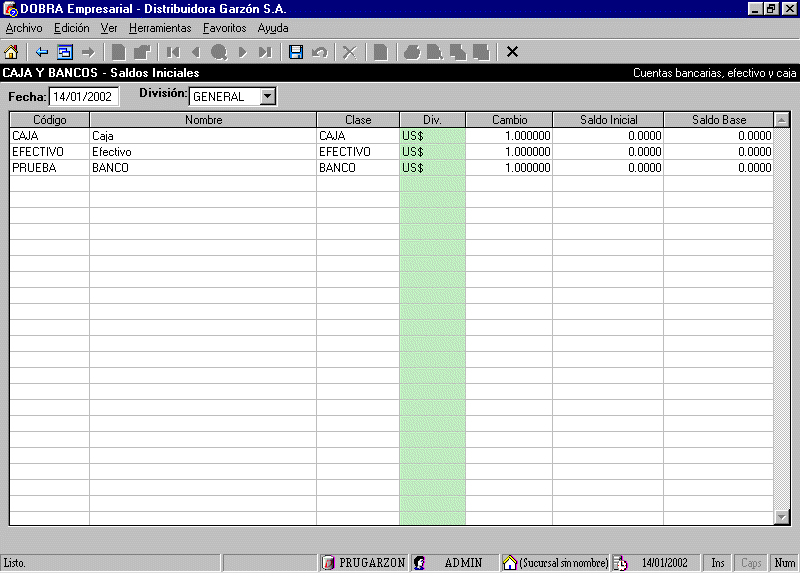 DOBRA Empresarial - Distribuidora Garzón S.A.
Archivo Edición Ver Herramientas Favoritos Ayuda
CAJA Y BANCOS - Saldos Iniciales Cuentas bancarias, efectivo y caja
Fecha: 14/01/2002 División: GENERAL
Código Nombre Clase Div. Cambio Saldo Inicial Saldo Base
CAJA Caja CAJA US$ 1.000000 0.0000 0.0000
EFECTIVO Efectivo EFECTIVO US$ 1.000000 0.0000 0.0000
PRUEBA BANCO BANCO US$ 1.000000 0.0000 0.0000
Listo. PRUGARZON ADMIN (Sucursal sin nombre) 14/01/2002 Ins Caps Num